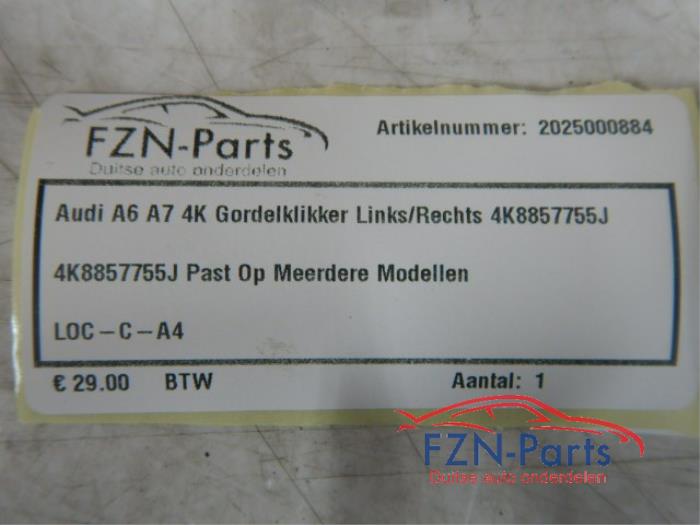 FZN-Parts
Duitse auto onderdelen
Artikelnummer: 2025000884
Audi A6 A7 4K Gordelklikker Links/Rechts 4K8857755J
4K8857755J Past Op Meerdere Modellen
LOC-C-A4
€ 29.00 BTW Aantal: 1
FZN-Parts
Duitse auto onderdelen